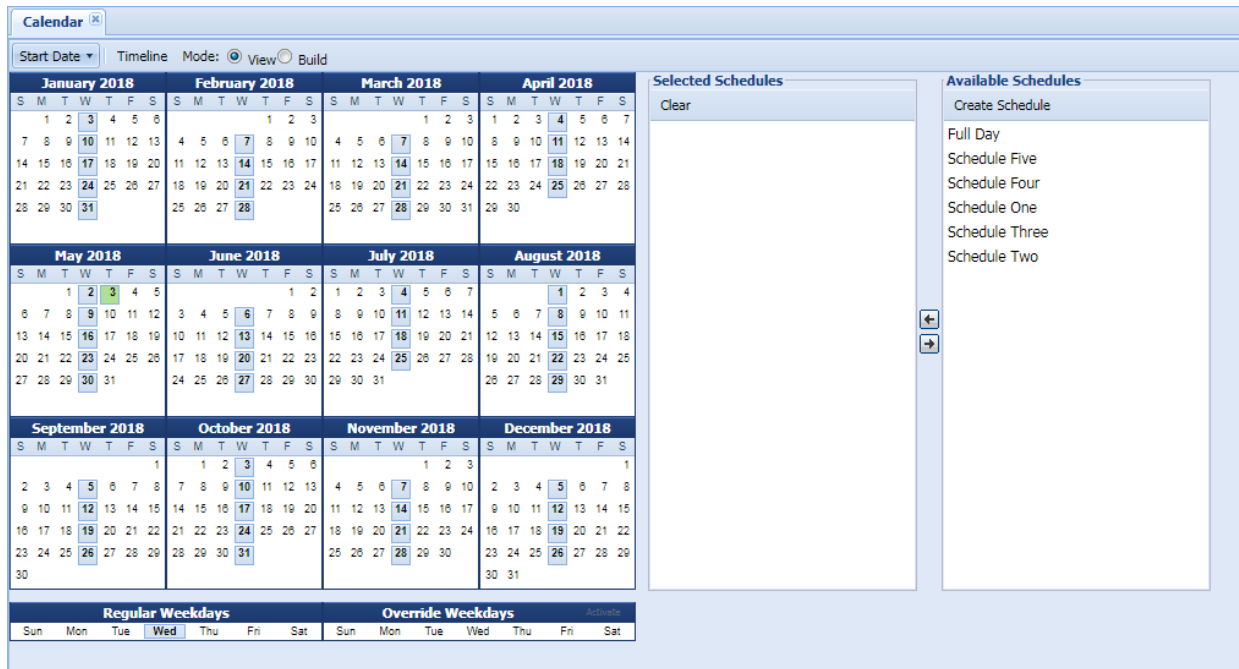 Calendar
Start Date Timeline Mode: View Build
January 2018 February 2018 March 2018 April 2018
S M T W T F S S M T W T F S S M T W T F S S M T W T F S
1 2 3 4 5 6 1 2 3 1 2 3 1 2 3 4 5 6 7
7 8 9 10 11 12 13 4 5 6 7 8 9 10 4 5 6 7 8 9 10 8 9 10 11 12 13 14
14 15 16 17 18 19 20 11 12 13 14 15 16 17 11 12 13 14 15 16 17 15 16 17 18 19 20 21
21 22 23 24 25 26 27 18 19 20 21 22 23 24 18 19 20 21 22 23 24 22 23 24 25 26 27 28
28 29 30 31 25 26 27 28 25 26 27 28 29 30 31 29 30
May 2018 June 2018 July 2018 August 2018
S M T W T F S S M T W T F S S M T W T F S S M T W T F S
1 2 3 4 5 1 2 1 2 3 4 5 6 7 1 2 3 4
6 7 8 9 10 11 12 3 4 5 6 7 8 9 8 9 10 11 12 13 14 5 6 7 8 9 10 11
13 14 15 16 17 18 19 10 11 12 13 14 15 16 15 16 17 18 19 20 21 12 13 14 15 16 17 18
20 21 22 23 24 25 26 17 18 19 20 21 22 23 22 23 24 25 26 27 28 19 20 21 22 23 24 25
27 28 29 30 31 24 25 26 27 28 29 30 29 30 31 26 27 28 29 30 31
September 2018 October 2018 November 2018 December 2018
S M T W T F S S M T W T F S S M T W T F S S M T W T F S
1 1 2 3 4 5 6 1 2 3 1
2 3 4 5 6 7 8 7 8 9 10 11 12 13 4 5 6 7 8 9 10 2 3 4 5 6 7 8
9 10 11 12 13 14 15 14 15 16 17 18 19 20 11 12 13 14 15 16 17 9 10 11 12 13 14 15
16 17 18 19 20 21 22 21 22 23 24 25 26 27 18 19 20 21 22 23 24 16 17 18 19 20 21 22
23 24 25 26 27 28 29 28 29 30 31 25 26 27 28 29 30 23 24 25 26 27 28 29
30 30 31
Regular Weekdays Override Weekdays Activate
Sun Mon Tue Wed Thu Fri Sat Sun Mon Tue Wed Thu Fri Sat
Selected Schedules
Clear
Available Schedules
Create Schedule
Full Day
Schedule Five
Schedule Four
Schedule One
Schedule Three
Schedule Two